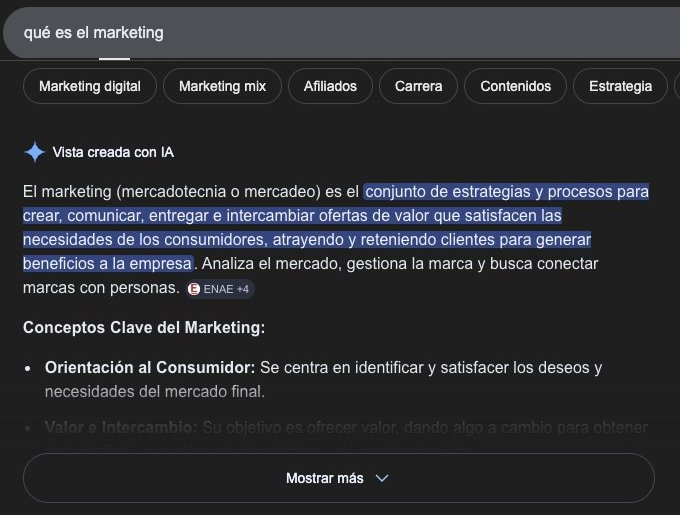 qué es el marketing
Marketing digital Marketing mix Afiliados Carrera Contenidos Estrategia
Vista creada con IA
El marketing (mercadotecnia o mercadeo) es el conjunto de estrategias y procesos para
crear, comunicar, entregar e intercambiar ofertas de valor que satisfacen las
necesidades de los consumidores, atrayendo y reteniendo clientes para generar
beneficios a la empresa. Analiza el mercado, gestiona la marca y busca conectar
marcas con personas. E ENAE +4
Conceptos Clave del Marketing:
• Orientación al Consumidor: Se centra en identificar y satisfacer los deseos y
necesidades del mercado final.
• Valor e Intercambio: Su objetivo es ofrecer valor, dando algo a cambio para obtener
Mostrar más